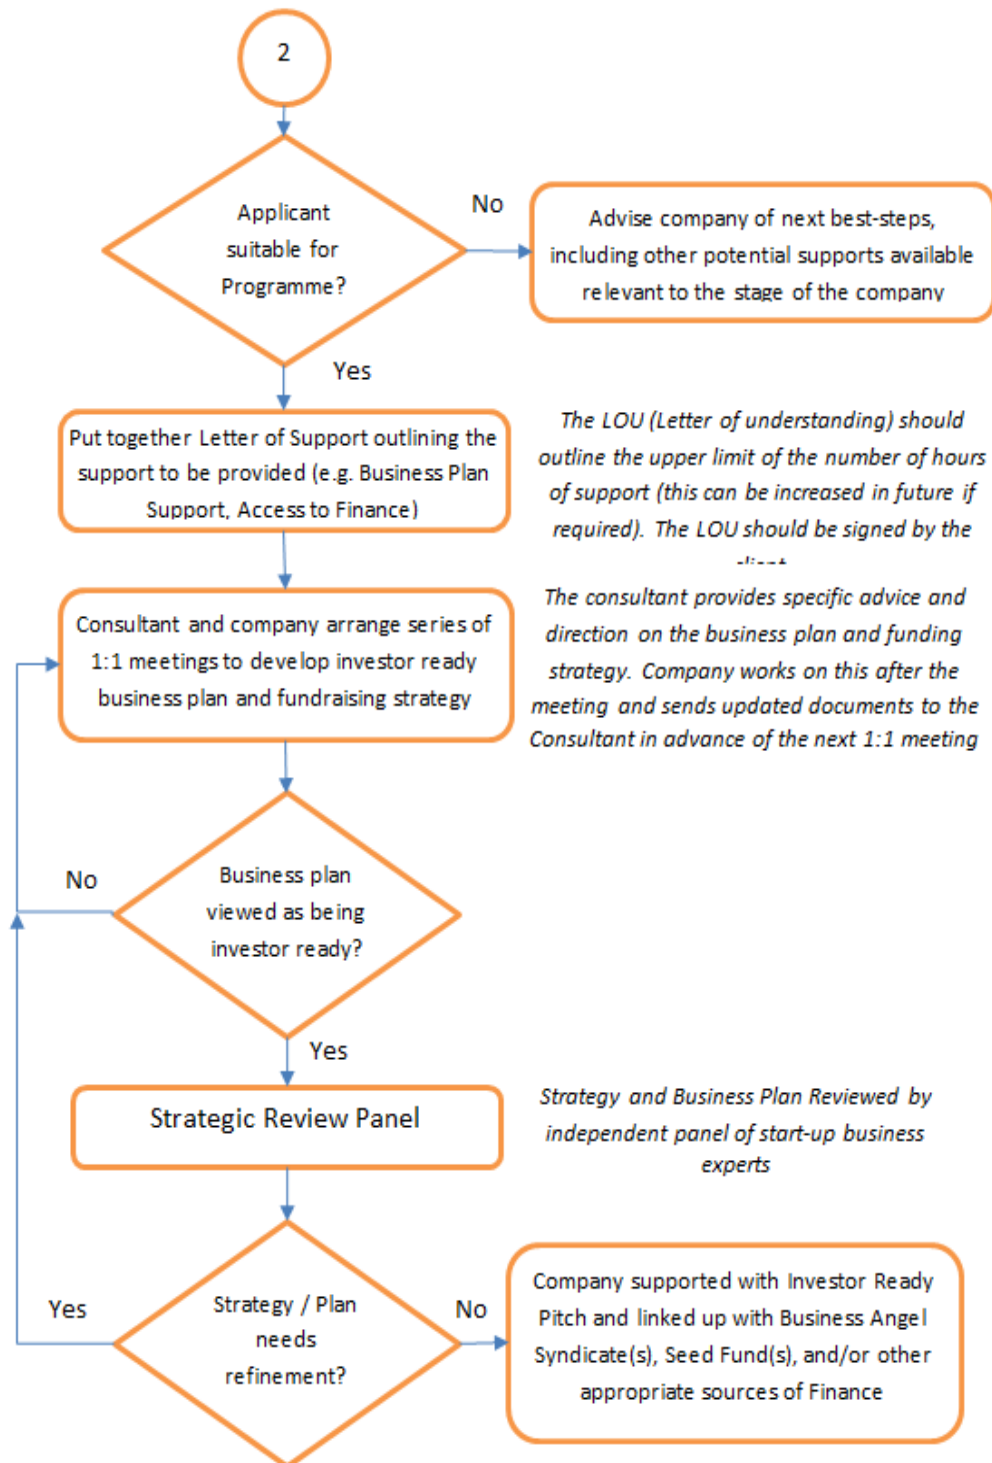 2
Applicant
suitable for
Programme?
No
Advise company of next best-steps,
including other potential supports available
relevant to the stage of the company
Yes
Put together Letter of Support outlining the
support to be provided (e.g. Business Plan
Support, Access to Finance)
The LOU (Letter of understanding) should
outline the upper limit of the number of hours
of support (this can be increased in future if
required). The LOU should be signed by the
Consultant and company arrange series of
1:1 meetings to develop investor ready
business plan and fundraising strategy
The consultant provides specific advice and
direction on the business plan and funding
strategy. Company works on this after the
meeting and sends updated documents to the
Consultant in advance of the next 1:1 meeting
No
Business plan
viewed as being
investor ready?
Yes
Strategic Review Panel
Strategy and Business Plan Reviewed by
independent panel of start-up business
experts
Yes
Strategy / Plan
needs
refinement?
No
Company supported with Investor Ready
Pitch and linked up with Business Angel
Syndicate(s), Seed Fund(s), and/or other
appropriate sources of Finance